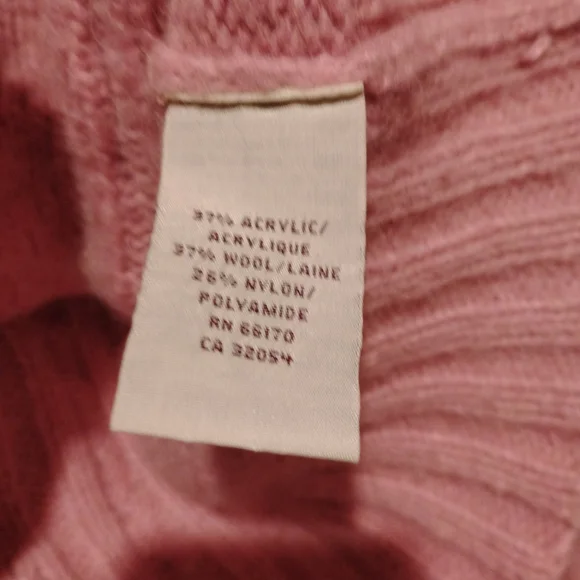 37% ACRYLIC/
ACRYLIQUE
37% WOOL/LAINE
26% NYLON/
POLYAMIDE
RN 66170
CA 32054